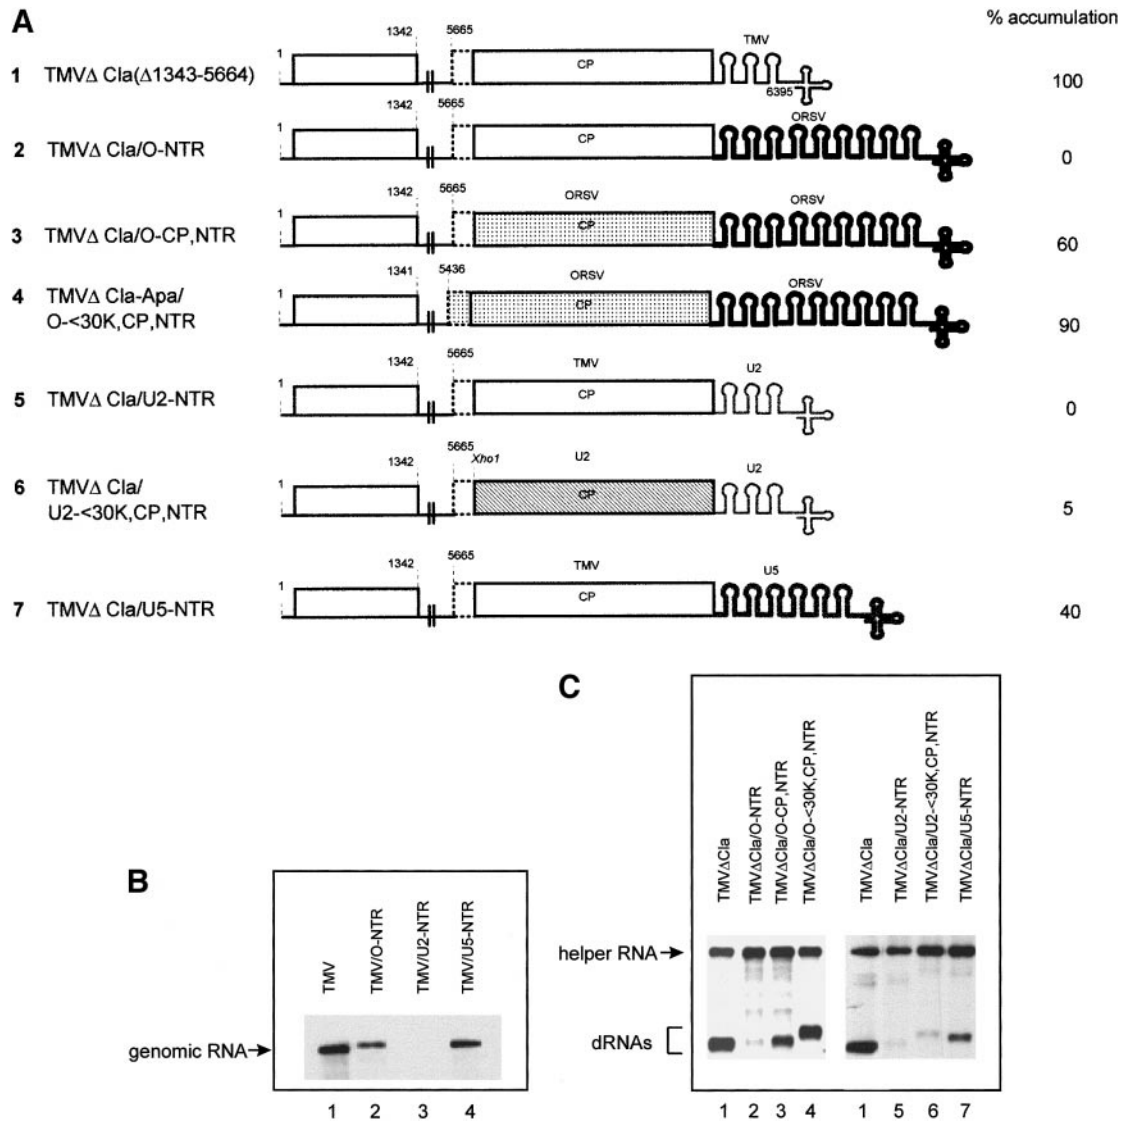 A
% accumulation
1 TMVΔ Cla(Δ1343-5664) 1 1342 5665 CP TMV 6395 100
2 TMVΔ Cla/O-NTR 1 1342 5665 CP ORSV 0
3 TMVΔ Cla/O-CP,NTR 1 1342 5665 ORSV CP ORSV 60
4 TMVΔ Cla-Apa/ 1 1341 5436 ORSV CP ORSV 90
O-<30K,CP,NTR
5 TMVΔ Cla/U2-NTR 1 1342 5665 TMV CP U2 0
6 TMVΔ Cla/ 1 1342 5665 Xho1 U2 CP U2 5
U2-<30K,CP,NTR
7 TMVΔ Cla/U5-NTR 1 1342 5665 TMV CP U5 40
B
TMV
TMV/O-NTR
TMV/U2-NTR
TMV/U5-NTR
genomic RNA
1 2 3 4
C
TMVΔCla
TMVΔCla/O-NTR
TMVΔCla/O-CP,NTR
TMVΔCla/O-<30K,CP,NTR
TMVΔCla
TMVΔCla/U2-NTR
TMVΔCla/U2-<30K,CP,NTR
TMVΔCla/U5-NTR
helper RNA
dRNAs
1 2 3 4 1 5 6 7